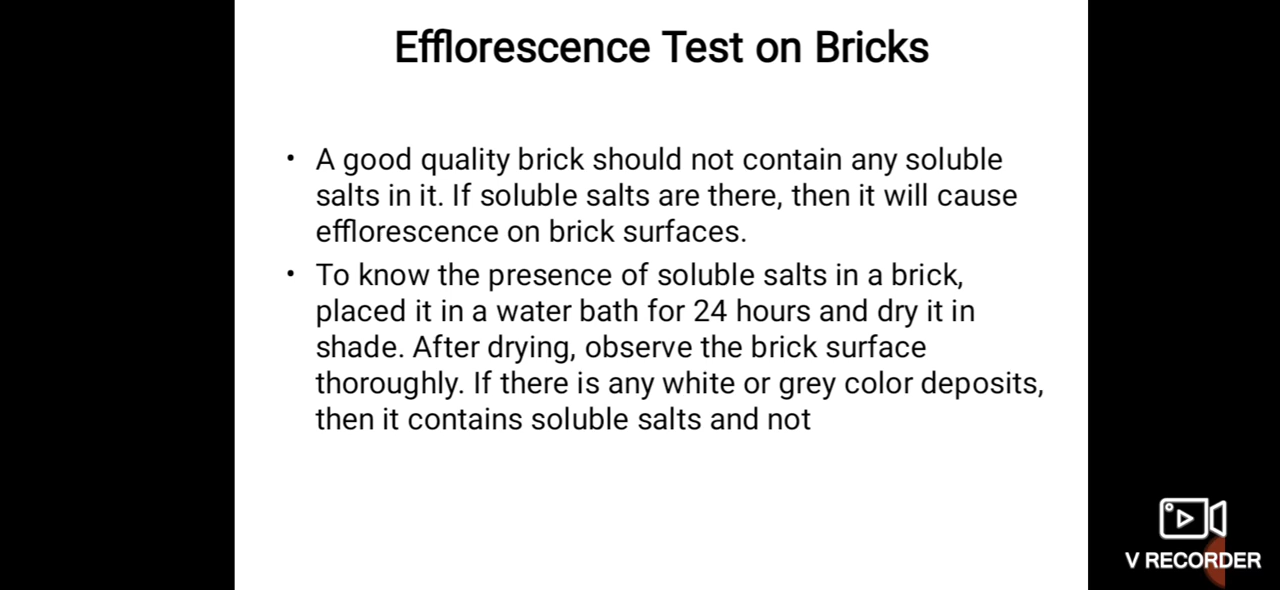 Efflorescence Test on Bricks
• A good quality brick should not contain any soluble
salts in it. If soluble salts are there, then it will cause
efflorescence on brick surfaces.
• To know the presence of soluble salts in a brick,
placed it in a water bath for 24 hours and dry it in
shade. After drying, observe the brick surface
thoroughly. If there is any white or grey color deposits,
then it contains soluble salts and not
V RECORDER